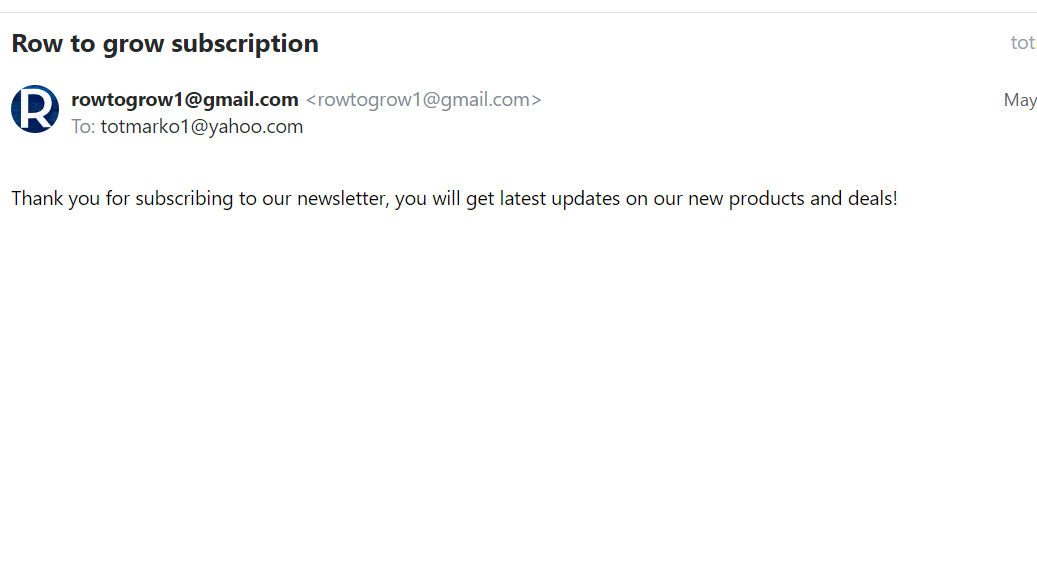 Row to grow subscription
tot
R
rowtogrow1@gmail.com <rowtogrow1@gmail.com>
May
To: totmarko1@yahoo.com
Thank you for subscribing to our newsletter, you will get latest updates on our new products and deals!